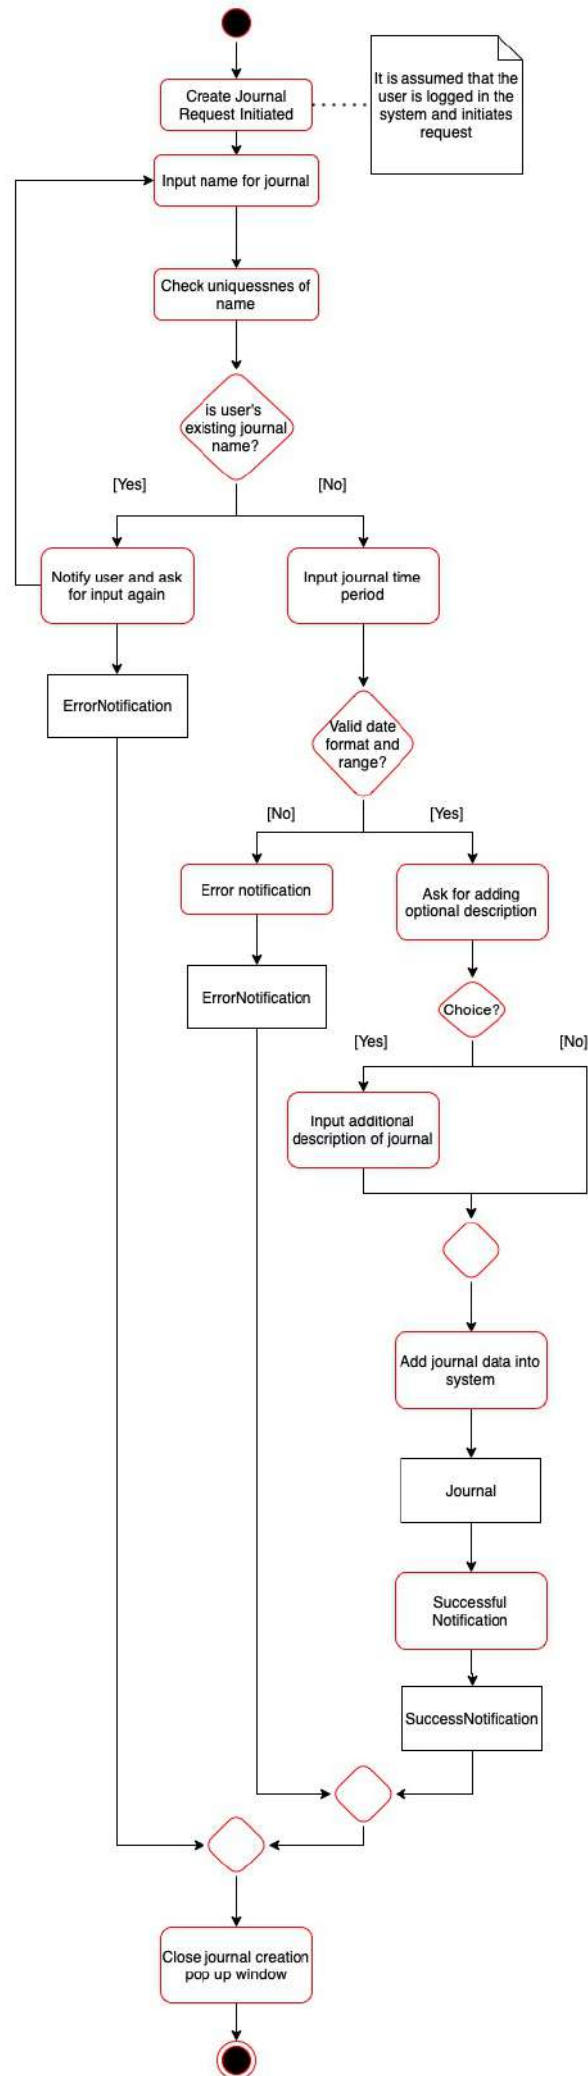 Create Journal
Request Initiated
It is assumed that the
user is logged in the
system and initiates
request
Input name for journal
Check uniquessnes of
name
is user's
existing journal
name?
[Yes]
[No]
Notify user and ask
for input again
Input journal time
period
ErrorNotification
Valid date
format and
range?
[No]
[Yes]
Error notification
Ask for adding
optional description
ErrorNotification
Choice?
[Yes]
[No]
Input additional
description of journal
Add journal data into
system
Journal
Successful
Notification
SuccessNotification
Close journal creation
pop up window